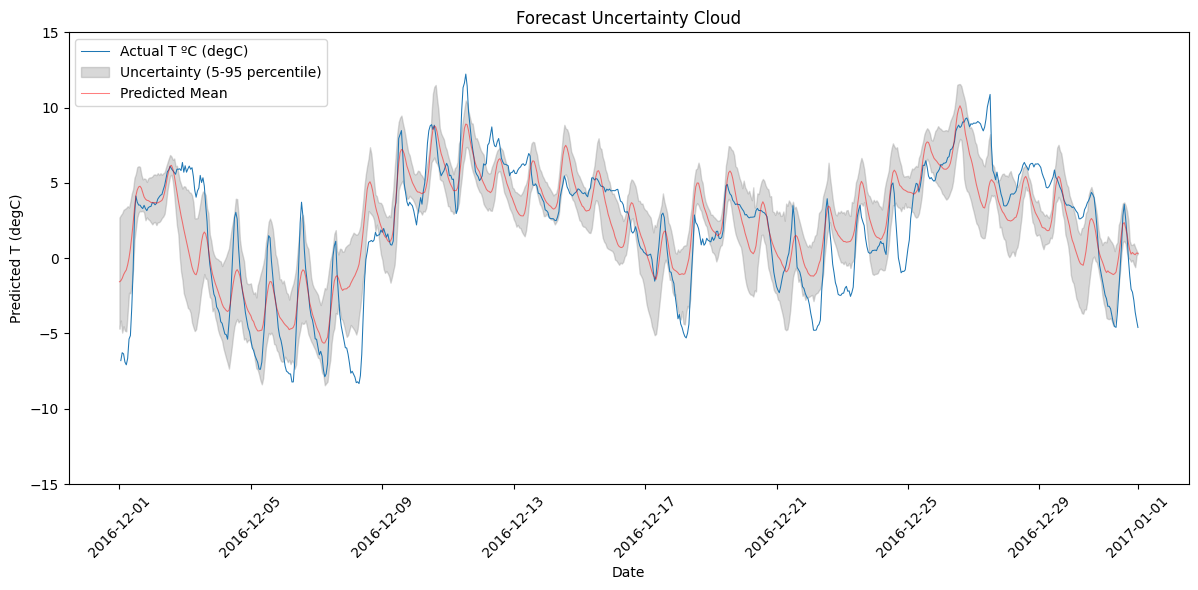 Forecast Uncertainty Cloud
Actual T ºC (degC)
Uncertainty (5-95 percentile)
Predicted Mean
15
10
5
0
−5
−10
−15
Predicted T (degC)
2016-12-01
2016-12-05
2016-12-09
2016-12-13
2016-12-17
2016-12-21
2016-12-25
2016-12-29
2017-01-01
Date